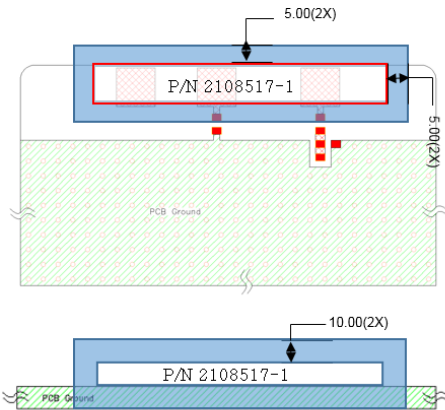 5.00(2X)
P/N 2108517-1
5.00(2X)
PCB Ground
10.00(2X)
P/N 2108517-1
PCB Ground